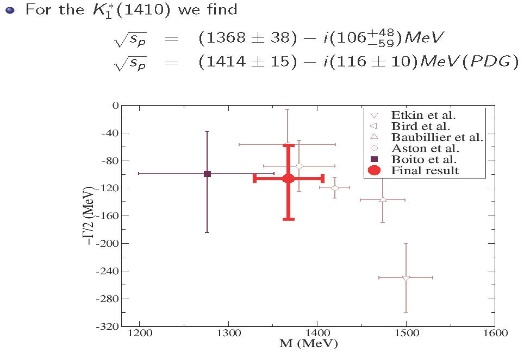 • For the K₁*(1410) we find
√sₚ = (1368 ± 38) − i(106⁺⁴⁸₋₅₉)MeV
√sₚ = (1414 ± 15) − i(116 ± 10)MeV(PDG)
0
-40
-80
-120
-160
-200
-240
-280
-320
-Γ/2 (MeV)
Etkin et al.
Bird et al.
Baubillier et al.
Aston et al.
Boito et al.
Final result
1200 1300 1400 1500 1600
M (MeV)